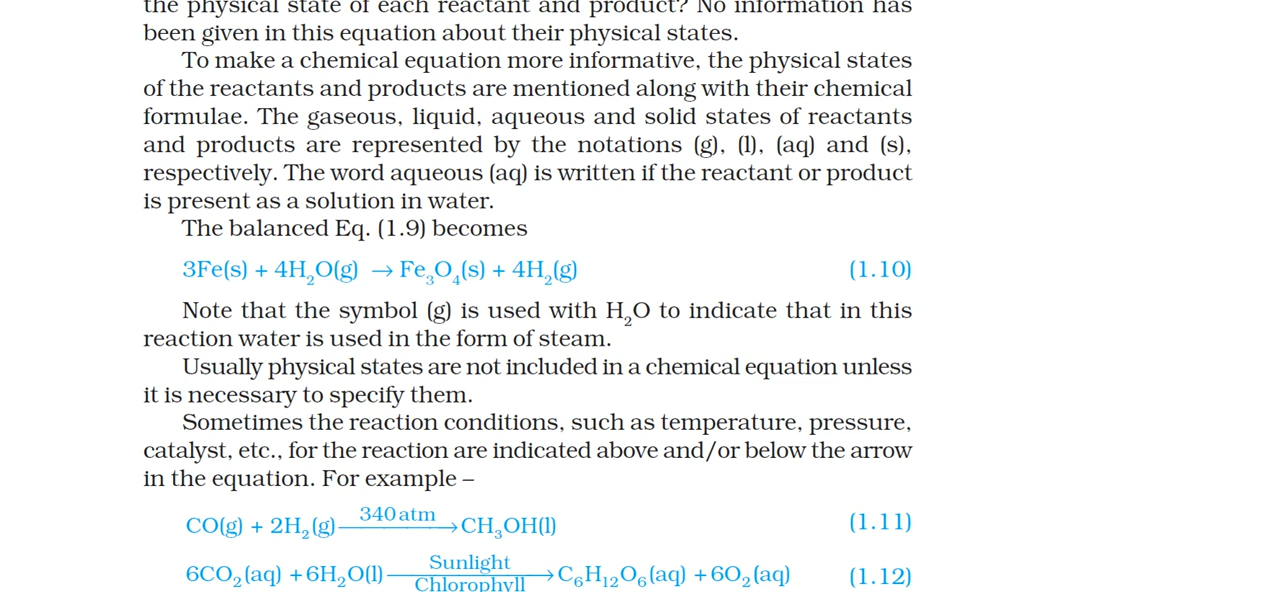 the physical state of each reactant and product? No information has
been given in this equation about their physical states.
To make a chemical equation more informative, the physical states
of the reactants and products are mentioned along with their chemical
formulae. The gaseous, liquid, aqueous and solid states of reactants
and products are represented by the notations (g), (l), (aq) and (s),
respectively. The word aqueous (aq) is written if the reactant or product
is present as a solution in water.
The balanced Eq. (1.9) becomes
3Fe(s) + 4H₂O(g) → Fe₃O₄(s) + 4H₂(g) (1.10)
Note that the symbol (g) is used with H₂O to indicate that in this
reaction water is used in the form of steam.
Usually physical states are not included in a chemical equation unless
it is necessary to specify them.
Sometimes the reaction conditions, such as temperature, pressure,
catalyst, etc., for the reaction are indicated above and/or below the arrow
in the equation. For example –
340 atm
CO(g) + 2H₂(g) → CH₃OH(l) (1.11)
Sunlight
6CO₂(aq) + 6H₂O(l) → C₆H₁₂O₆(aq) + 6O₂(aq) (1.12)
Chlorophyll